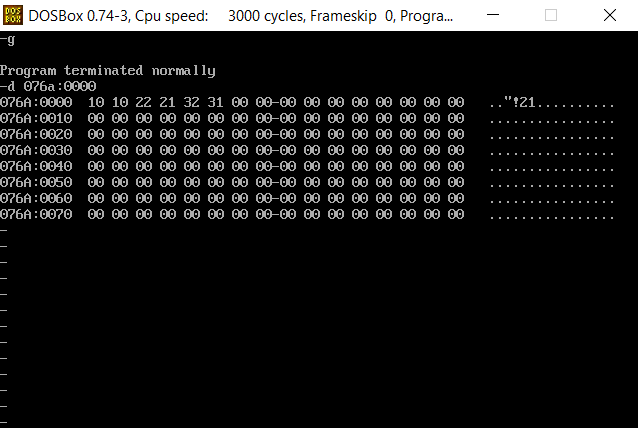 DOS BOX
DOSBox 0.74-3, Cpu speed: 3000 cycles, Frameskip 0, Progra...
-g
Program terminated normally
-d 076a:0000
076A:0000 10 10 22 21 32 31 00 00-00 00 00 00 00 00 00 00 .."!21..........
076A:0010 00 00 00 00 00 00 00 00-00 00 00 00 00 00 00 00 ................
076A:0020 00 00 00 00 00 00 00 00-00 00 00 00 00 00 00 00 ................
076A:0030 00 00 00 00 00 00 00 00-00 00 00 00 00 00 00 00 ................
076A:0040 00 00 00 00 00 00 00 00-00 00 00 00 00 00 00 00 ................
076A:0050 00 00 00 00 00 00 00 00-00 00 00 00 00 00 00 00 ................
076A:0060 00 00 00 00 00 00 00 00-00 00 00 00 00 00 00 00 ................
076A:0070 00 00 00 00 00 00 00 00-00 00 00 00 00 00 00 00 ................
-
-
-
-
-
-
-
-
-
-
-
-
-